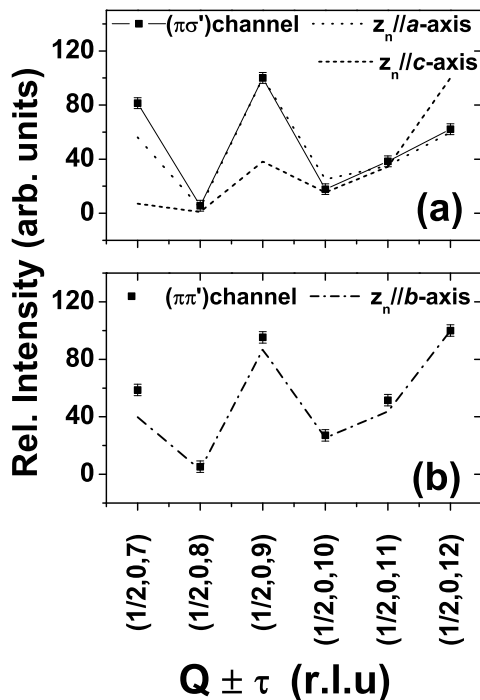 (πσ')channel
z_n//a-axis
z_n//c-axis
120
80
40
0
(a)
(ππ')channel
z_n//b-axis
120
80
40
0
(b)
Rel. Intensity (arb. units)
(1/2,0,7)
(1/2,0,8)
(1/2,0,9)
(1/2,0,10)
(1/2,0,11)
(1/2,0,12)
Q ± τ (r.l.u)